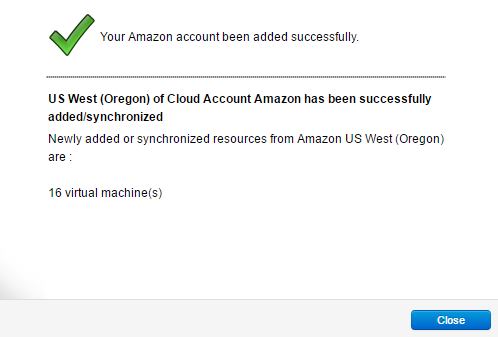 Your Amazon account been added successfully.
US West (Oregon) of Cloud Account Amazon has been successfully
added/synchronized
Newly added or synchronized resources from Amazon US West (Oregon)
are :
16 virtual machine(s)
Close